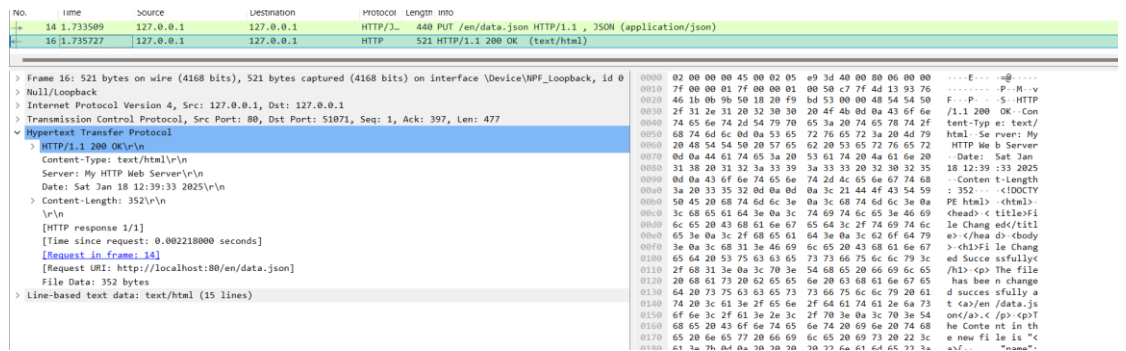 No. Time Source Destination Protocol Length Info
14 1.733509 127.0.0.1 127.0.0.1 HTTP/J… 440 PUT /en/data.json HTTP/1.1 , JSON (application/json)
16 1.735727 127.0.0.1 127.0.0.1 HTTP 521 HTTP/1.1 200 OK (text/html)
> Frame 16: 521 bytes on wire (4168 bits), 521 bytes captured (4168 bits) on interface \Device\NPF_Loopback, id 0
> Null/Loopback
> Internet Protocol Version 4, Src: 127.0.0.1, Dst: 127.0.0.1
> Transmission Control Protocol, Src Port: 80, Dst Port: 51071, Seq: 1, Ack: 397, Len: 477
Hypertext Transfer Protocol
> HTTP/1.1 200 OK\r\n
Content-Type: text/html\r\n
Server: My HTTP Web Server\r\n
Date: Sat Jan 18 12:39:33 2025\r\n
> Content-Length: 352\r\n
\r\n
[HTTP response 1/1]
[Time since request: 0.002218000 seconds]
[Request in frame: 14]
[Request URI: http://localhost:80/en/data.json]
File Data: 352 bytes
> Line-based text data: text/html (15 lines)
0000 02 00 00 00 45 00 02 05 e9 3d 40 00 80 06 00 00 ····E··· ·=@·····
0010 7f 00 00 01 7f 00 00 01 00 50 c7 7f 4d 13 93 76 ········ ·P··M··v
0020 46 1b 0b 9b 50 18 20 f9 bd 53 00 00 48 54 54 50 F···P· · ·S··HTTP
0030 2f 31 2e 31 20 32 30 30 20 4f 4b 0d 0a 43 6f 6e /1.1 200 OK··Con
0040 74 65 6e 74 2d 54 79 70 65 3a 20 74 65 78 74 2f tent-Typ e: text/
0050 68 74 6d 6c 0d 0a 53 65 72 76 65 72 3a 20 4d 79 html··Se rver: My
0060 20 48 54 54 50 20 57 65 62 20 53 65 72 76 65 72 HTTP We b Server
0070 0d 0a 44 61 74 65 3a 20 53 61 74 20 4a 61 6e 20 ··Date: Sat Jan
0080 31 38 20 31 32 3a 33 39 3a 33 33 20 32 30 32 35 18 12:39 :33 2025
0090 0d 0a 43 6f 6e 74 65 6e 74 2d 4c 65 6e 67 74 68 ··Conten t-Length
00a0 3a 20 33 35 32 0d 0a 0d 0a 3c 21 44 4f 43 54 59 : 352··· ·<!DOCTY
00b0 50 45 20 68 74 6d 6c 3e 0a 3c 68 74 6d 6c 3e 0a PE html> ·<html>·
00c0 3c 68 65 61 64 3e 0a 3c 74 69 74 6c 65 3e 46 69 <head>·< title>Fi
00d0 6c 65 20 43 68 61 6e 67 65 64 3c 2f 74 69 74 6c le Chang ed</titl
00e0 65 3e 0a 3c 2f 68 65 61 64 3e 0a 3c 62 6f 64 79 e>·</hea d>·<body
00f0 3e 0a 3c 68 31 3e 46 69 6c 65 20 43 68 61 6e 67 >·<h1>Fi le Chang
0100 65 64 20 53 75 63 63 65 73 73 66 75 6c 6c 79 3c ed Succe ssfully<
0110 2f 68 31 3e 0a 3c 70 3e 54 68 65 20 66 69 6c 65 /h1>·<p> The file
0120 20 68 61 73 20 62 65 65 6e 20 63 68 61 6e 67 65 has bee n change
0130 64 20 73 75 63 63 65 73 73 66 75 6c 6c 79 20 61 d succes sfully a
0140 74 20 3c 61 3e 2f 65 6e 2f 64 61 74 61 2e 6a 73 t <a>/en /data.js
0150 6f 6e 3c 2f 61 3e 2e 3c 2f 70 3e 0a 3c 70 3e 54 on</a>.< /p>·<p>T
0160 68 65 20 43 6f 6e 74 65 6e 74 20 69 6e 20 74 68 he Conte nt in th
0170 65 20 6e 65 77 20 66 69 6c 65 20 69 73 20 22 3c e new fi le is "<
0180 61 3e 7b 0d 0a 20 20 20 20 22 6e 61 6d 65 22 3a a>{·· "name":